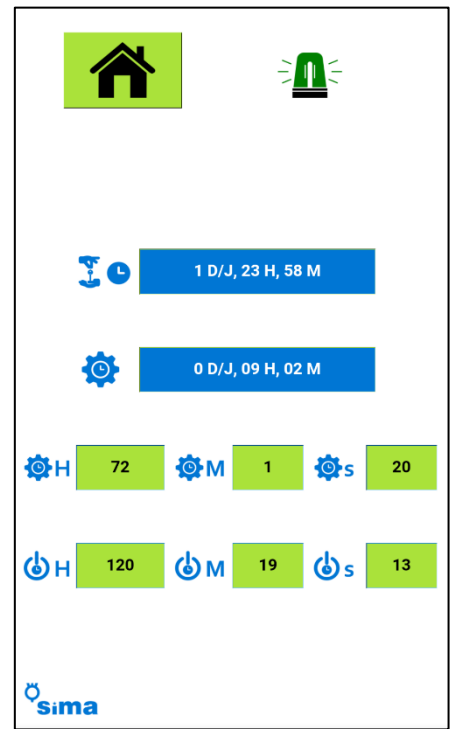 1 D/J, 23 H, 58 M
0 D/J, 09 H, 02 M
H 72 M 1 s 20
H 120 M 19 s 13
sima